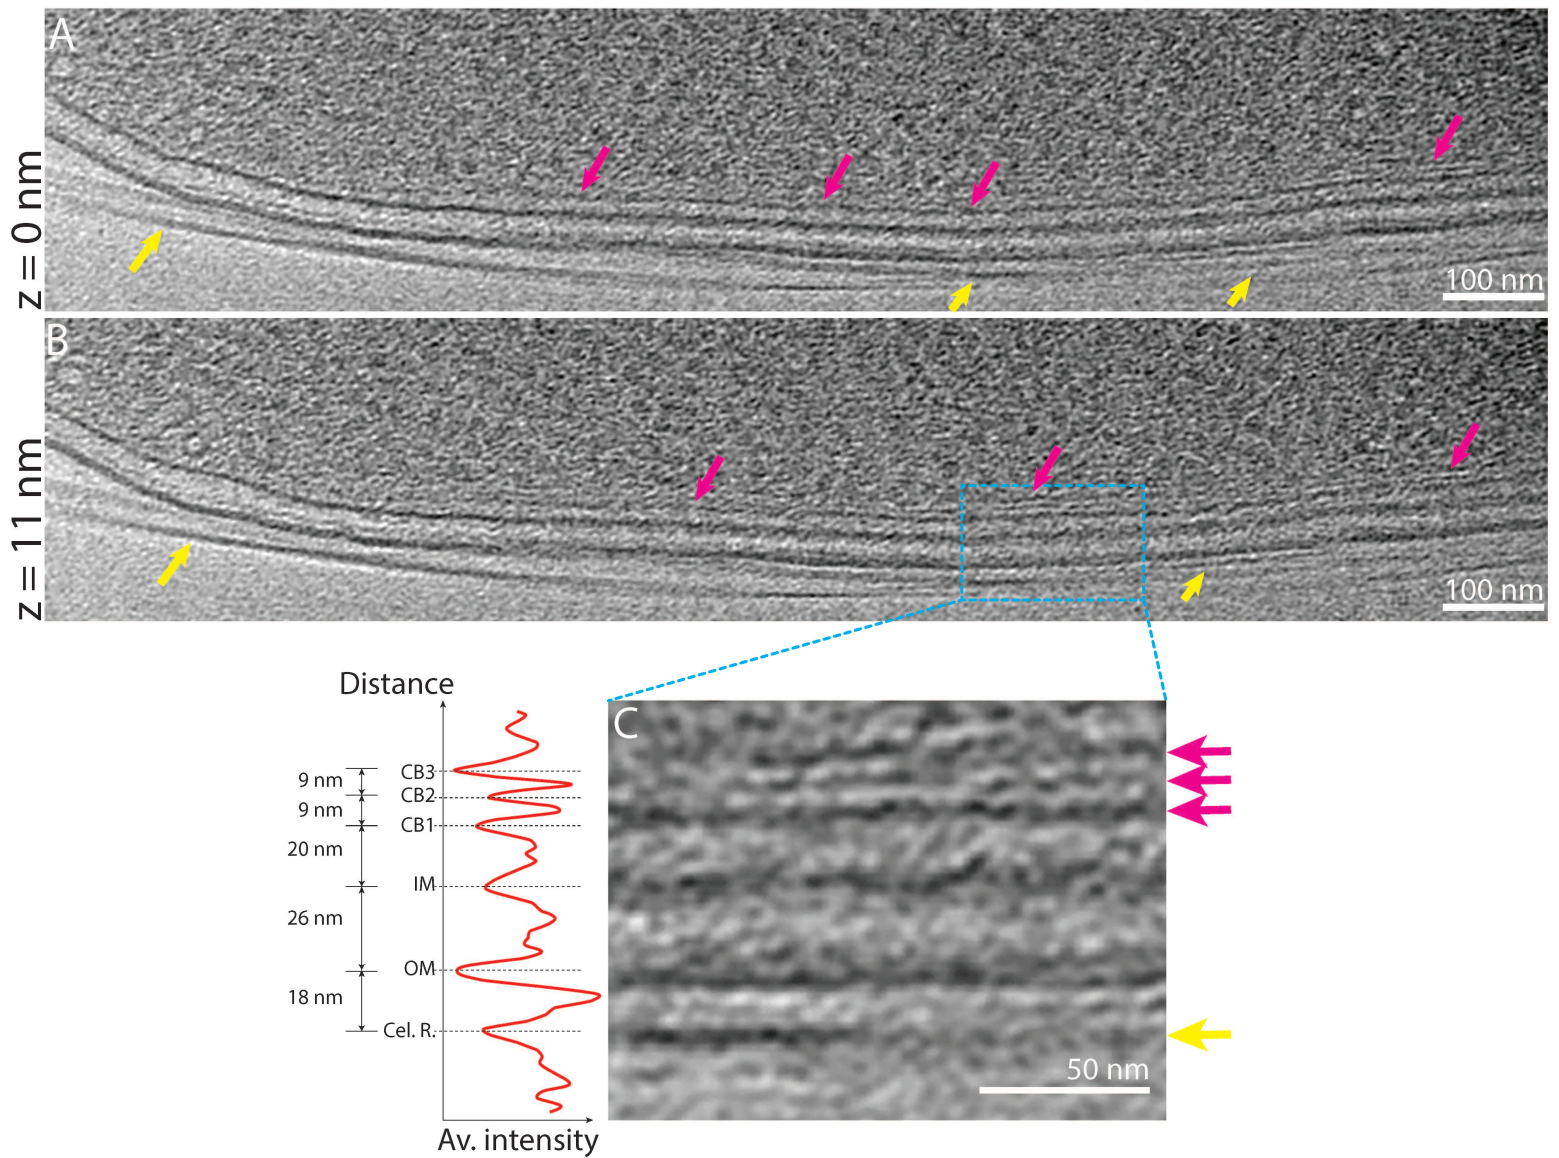 A
z = 0 nm
100 nm
B
z = 11 nm
100 nm
Distance
C
CB3
9 nm
CB2
9 nm
CB1
20 nm
IM
26 nm
OM
18 nm
Cel. R.
50 nm
Av. intensity